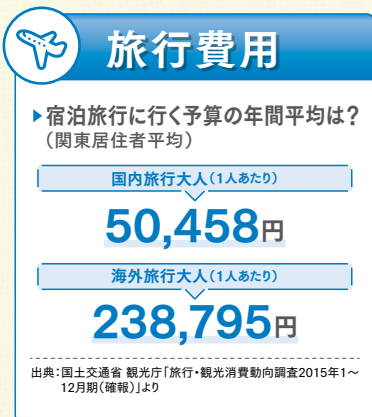 旅行費用
▶宿泊旅行に行く予算の年間平均は?
（関東居住者平均）
国内旅行大人（1人あたり）
50,458円
海外旅行大人（1人あたり）
238,795円
出典：国土交通省 観光庁「旅行・観光消費動向調査2015年1〜
12月期（確報）」より